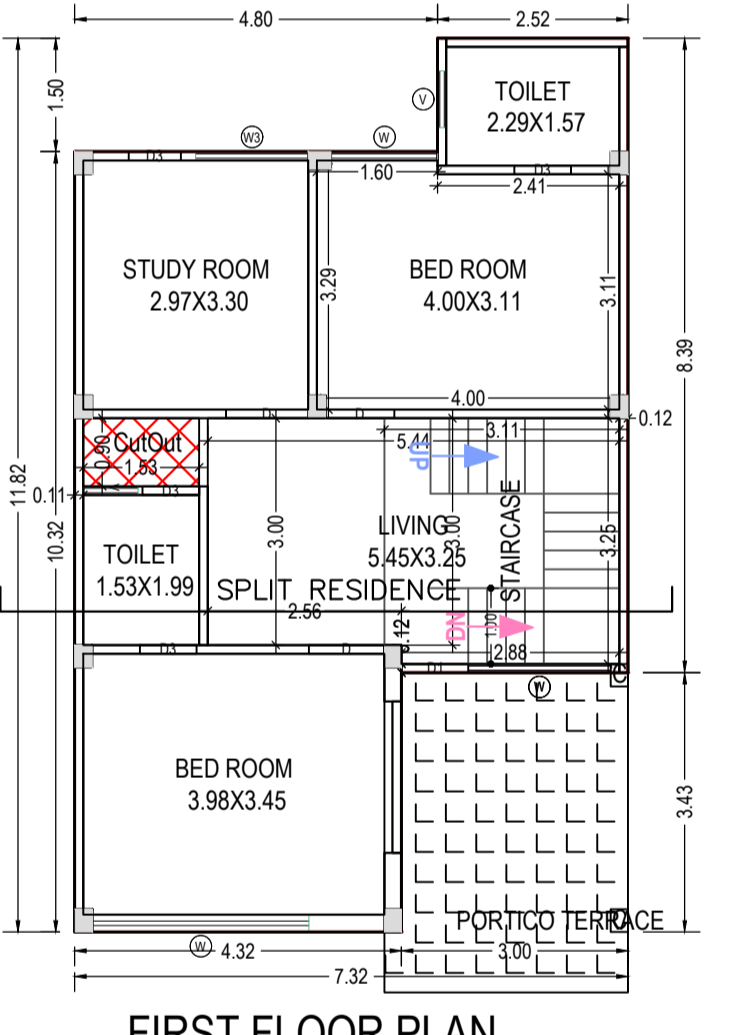 4.80
2.52
1.50
V
TOILET
2.29X1.57
W3
W
D3
D3
1.60
2.41
STUDY ROOM
2.97X3.30
BED ROOM
4.00X3.11
3.29
3.11
8.39
4.00
D
D
0.12
3.11
5.44
CutOut
0.90
1.53
UP
11.82
10.32
0.11
D3
TOILET
1.53X1.99
3.00
LIVING
5.45X3.25
3.00
STAIRCASE
3.25
SPLIT RESIDENCE
2.56
DN
1.00
2.88
D3
D
D1
W
BED ROOM
3.98X3.45
3.43
PORTICO TERRACE
W
4.32
3.00
7.32
FIRST FLOOR PLAN